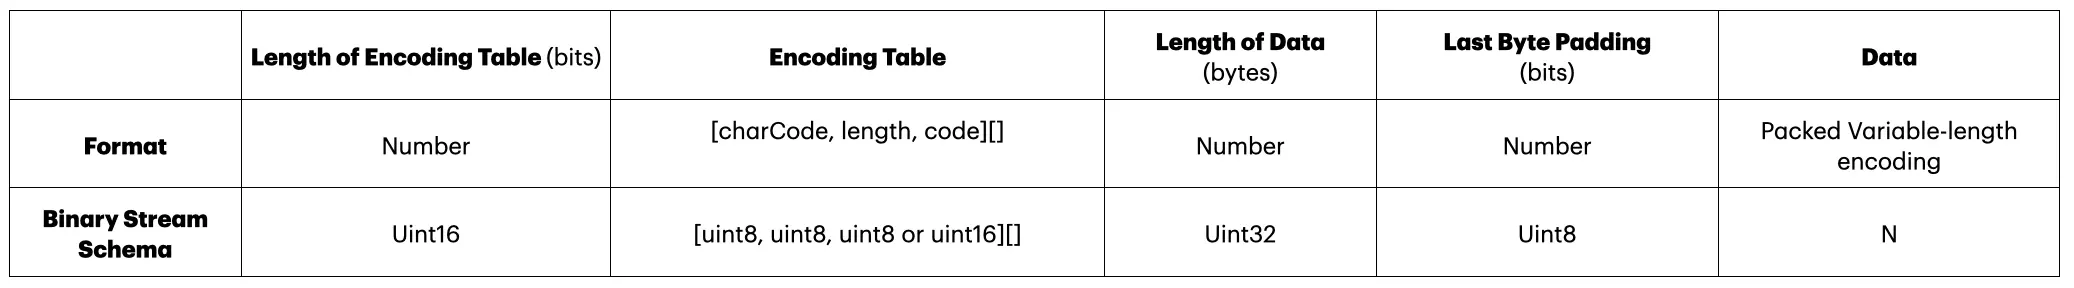 Length of Encoding Table (bits)
Encoding Table
Length of Data
(bytes)
Last Byte Padding
(bits)
Data
Format
Number
[charCode, length, code][]
Number
Number
Packed Variable-length
encoding
Binary Stream
Schema
Uint16
[uint8, uint8, uint8 or uint16][]
Uint32
Uint8
N